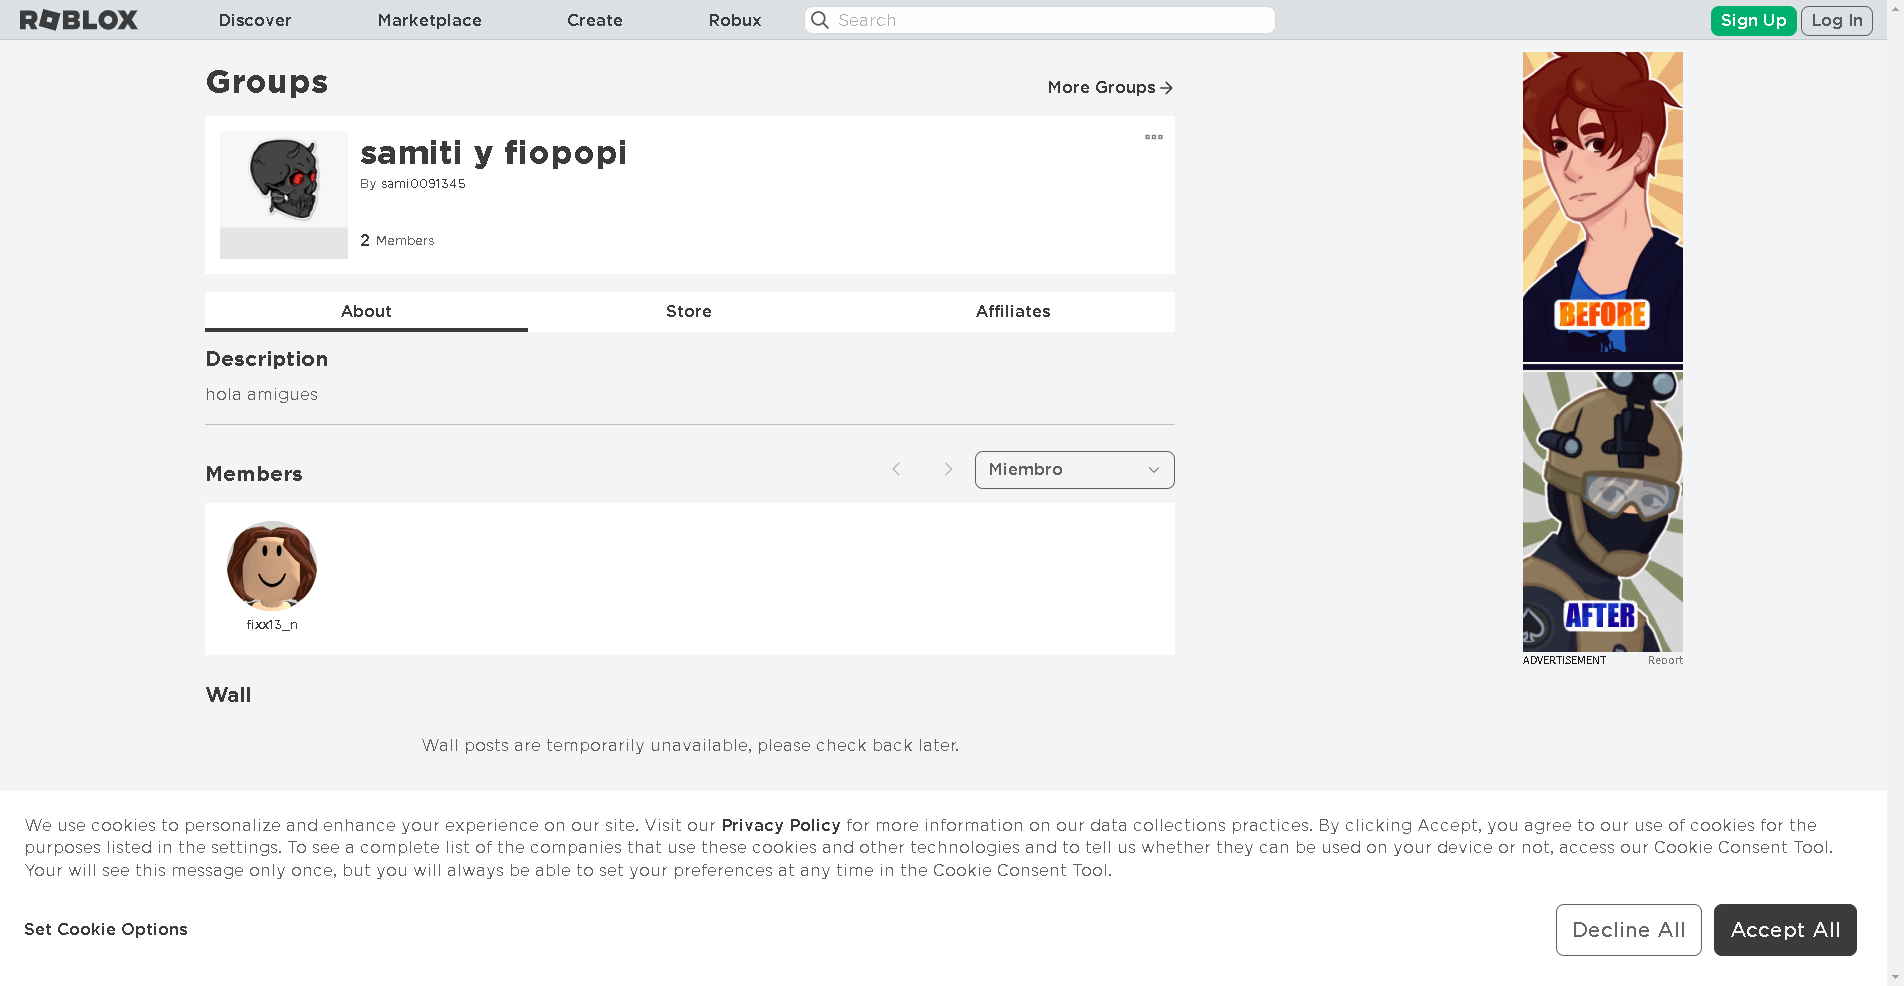 ROBLOX
Discover
Marketplace
Create
Robux
Search
Sign Up
Log In
Groups
More Groups
samiti y fiopopi
By sami0091345
2 Members
About
Store
Affiliates
Description
hola amigues
Members
Miembro
fixx13_n
Wall
Wall posts are temporarily unavailable, please check back later.
BEFORE
AFTER
ADVERTISEMENT
Report
We use cookies to personalize and enhance your experience on our site. Visit our Privacy Policy for more information on our data collections practices. By clicking Accept, you agree to our use of cookies for the
purposes listed in the settings. To see a complete list of the companies that use these cookies and other technologies and to tell us whether they can be used on your device or not, access our Cookie Consent Tool.
Your will see this message only once, but you will always be able to set your preferences at any time in the Cookie Consent Tool.
Set Cookie Options
Decline All
Accept All